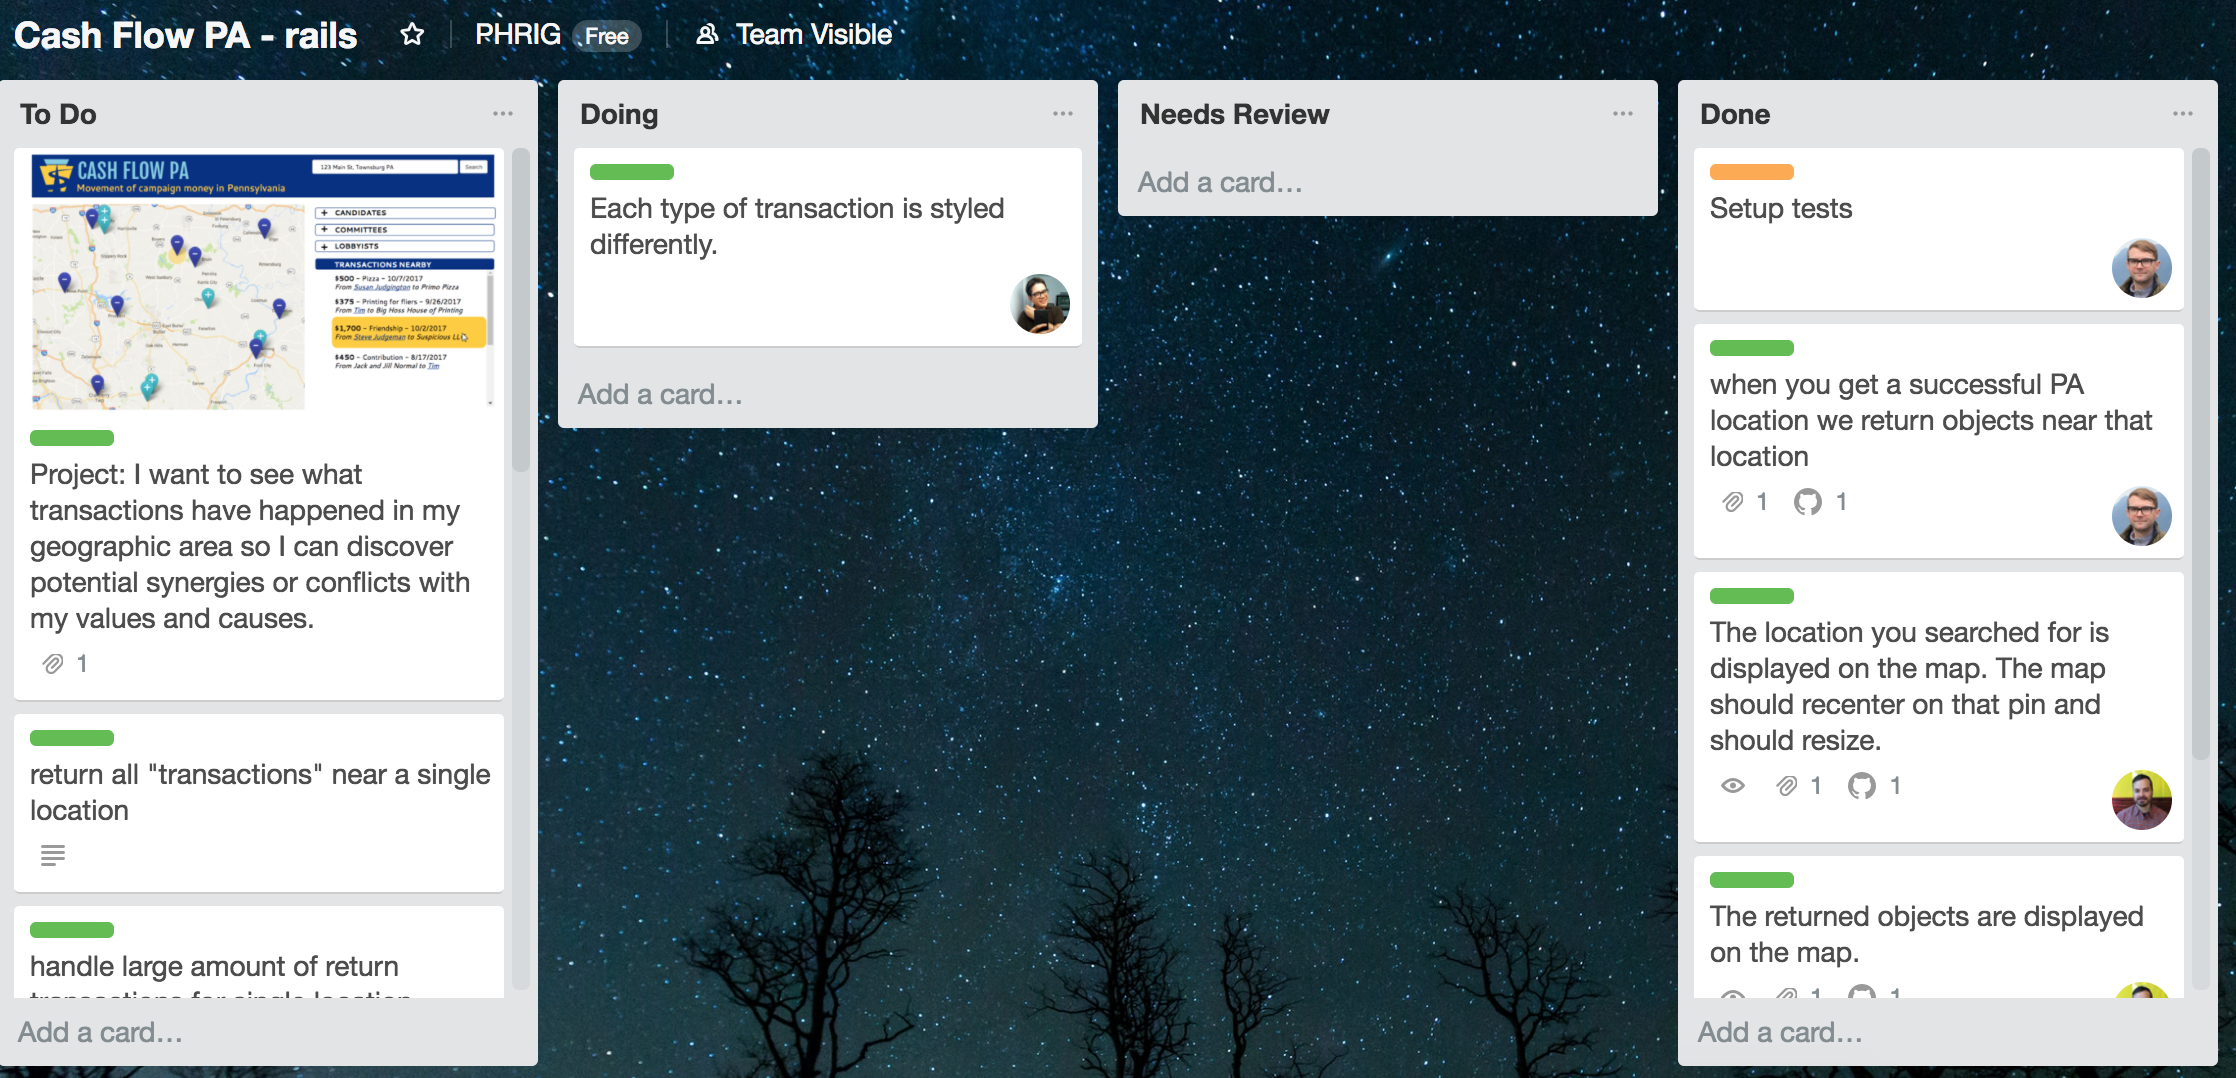 Cash Flow PA - rails
PHRIG
Free
Team Visible
To Do
CASH FLOW PA
Movement of campaign money in Pennsylvania
123 Main St, Townsburg PA
Search
+ CANDIDATES
+ COMMITTEES
+ LOBBYISTS
TRANSACTIONS NEARBY
$500 - Pizza - 10/7/2017
From Susan Judgington to Primo Pizza
$375 - Printing for fliers - 9/26/2017
From Tim to Big Hoss House of Printing
$1,700 - Friendship - 10/2/2017
From Steve Judgeman to Suspicious LLC
$450 - Contribution - 8/17/2017
From Jack and Jill Normal to Tim
Project: I want to see what
transactions have happened in my
geographic area so I can discover
potential synergies or conflicts with
my values and causes.
1
return all "transactions" near a single
location
handle large amount of return
transactions for single location
Add a card...
Doing
Each type of transaction is styled
differently.
Add a card...
Needs Review
Add a card...
Done
Setup tests
when you get a successful PA
location we return objects near that
location
1 1
The location you searched for is
displayed on the map. The map
should recenter on that pin and
should resize.
1 1
The returned objects are displayed
on the map.
1 1
Add a card...